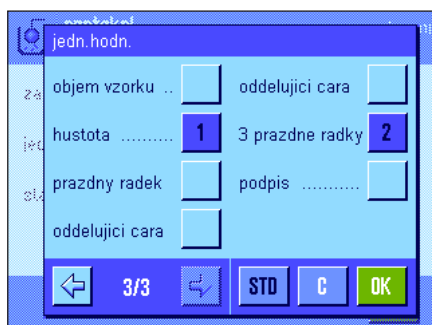 protokol
jedn.hodn.
objem vzorku ..
oddelujici cara
hustota .......... 1
3 prazdne radky 2
prazdny radek
podpis ...........
oddelujici cara
3/3
STD
C
OK